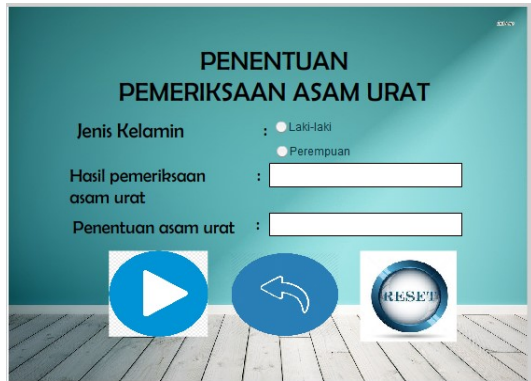 PENENTUAN
PEMERIKSAAN ASAM URAT
Jenis Kelamin : Laki-laki
Perempuan
Hasil pemeriksaan :
asam urat
Penentuan asam urat :
RESET